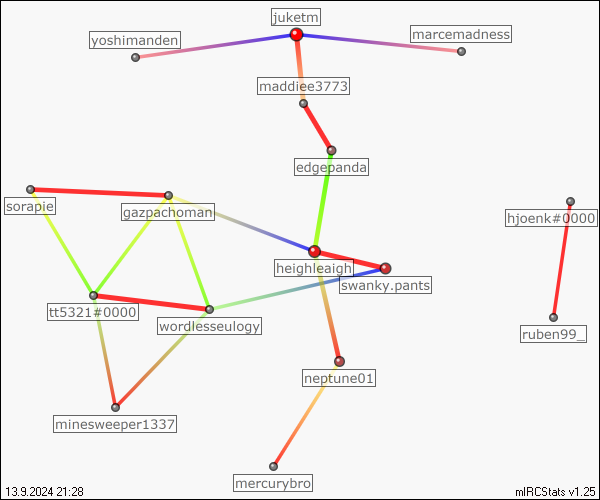 juketm
yoshimanden
marcemadness
maddiee3773
edgepanda
sorapie
gazpachoman
hjoenk#0000
heighleaigh
swanky.pants
tt5321#0000
wordlesseulogy
ruben99_
neptune01
minesweeper1337
mercurybro
13.9.2024 21:28
mIRCStats v1.25